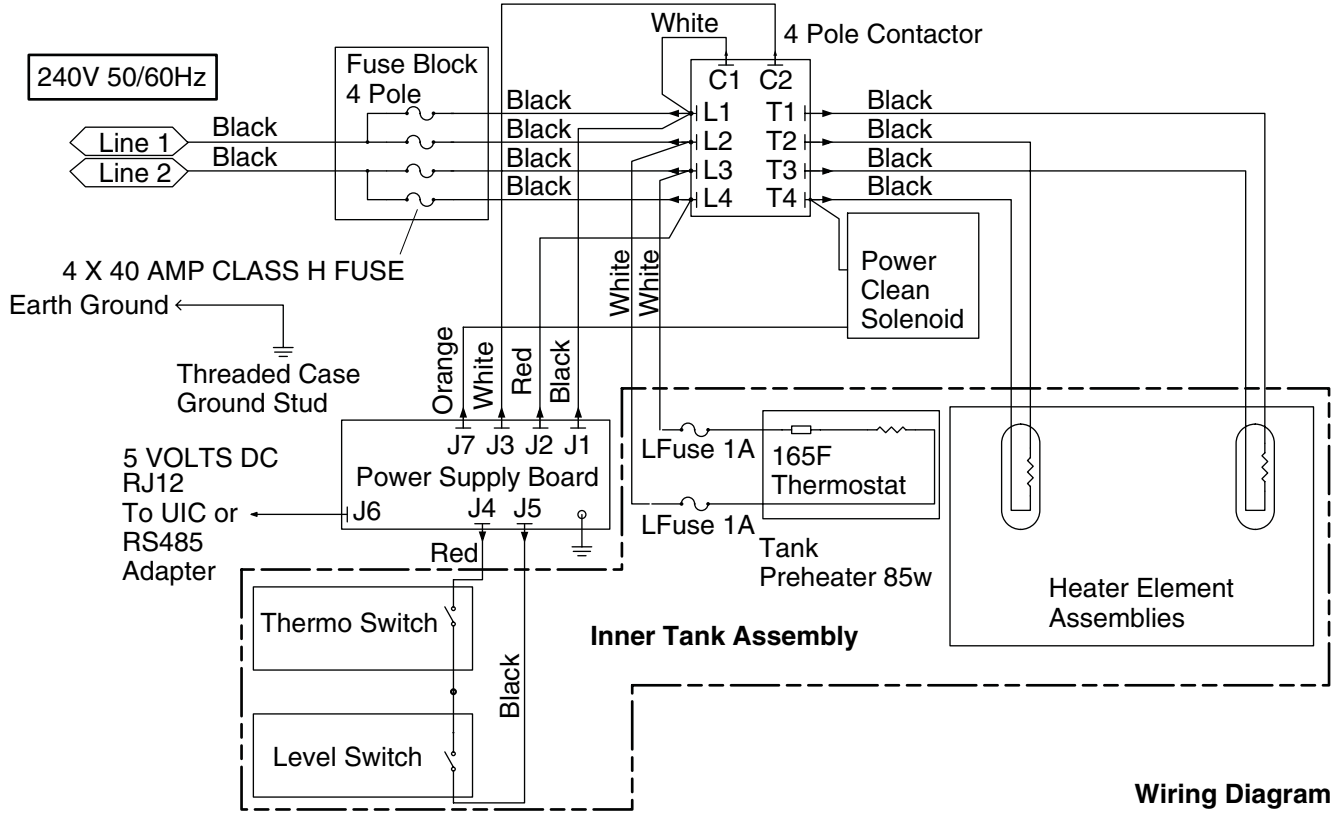 White
4 Pole Contactor
240V 50/60Hz
Fuse Block
4 Pole
C1 C2
Black
L1 T1
Black
Line 1
Black
Black
L2 T2
Black
Line 2
Black
Black
L3 T3
Black
Black
L4 T4
Black
4 X 40 AMP CLASS H FUSE
White
White
Power
Clean
Solenoid
Earth Ground
Threaded Case
Ground Stud
Orange
White
Red
Black
J7 J3 J2 J1
Power Supply Board
J4 J5
J6
5 VOLTS DC
RJ12
To UIC or
RS485
Adapter
LFuse 1A
165F
Thermostat
LFuse 1A
Tank
Preheater 85w
Heater Element
Assemblies
Red
Black
Thermo Switch
Inner Tank Assembly
Level Switch
Wiring Diagram